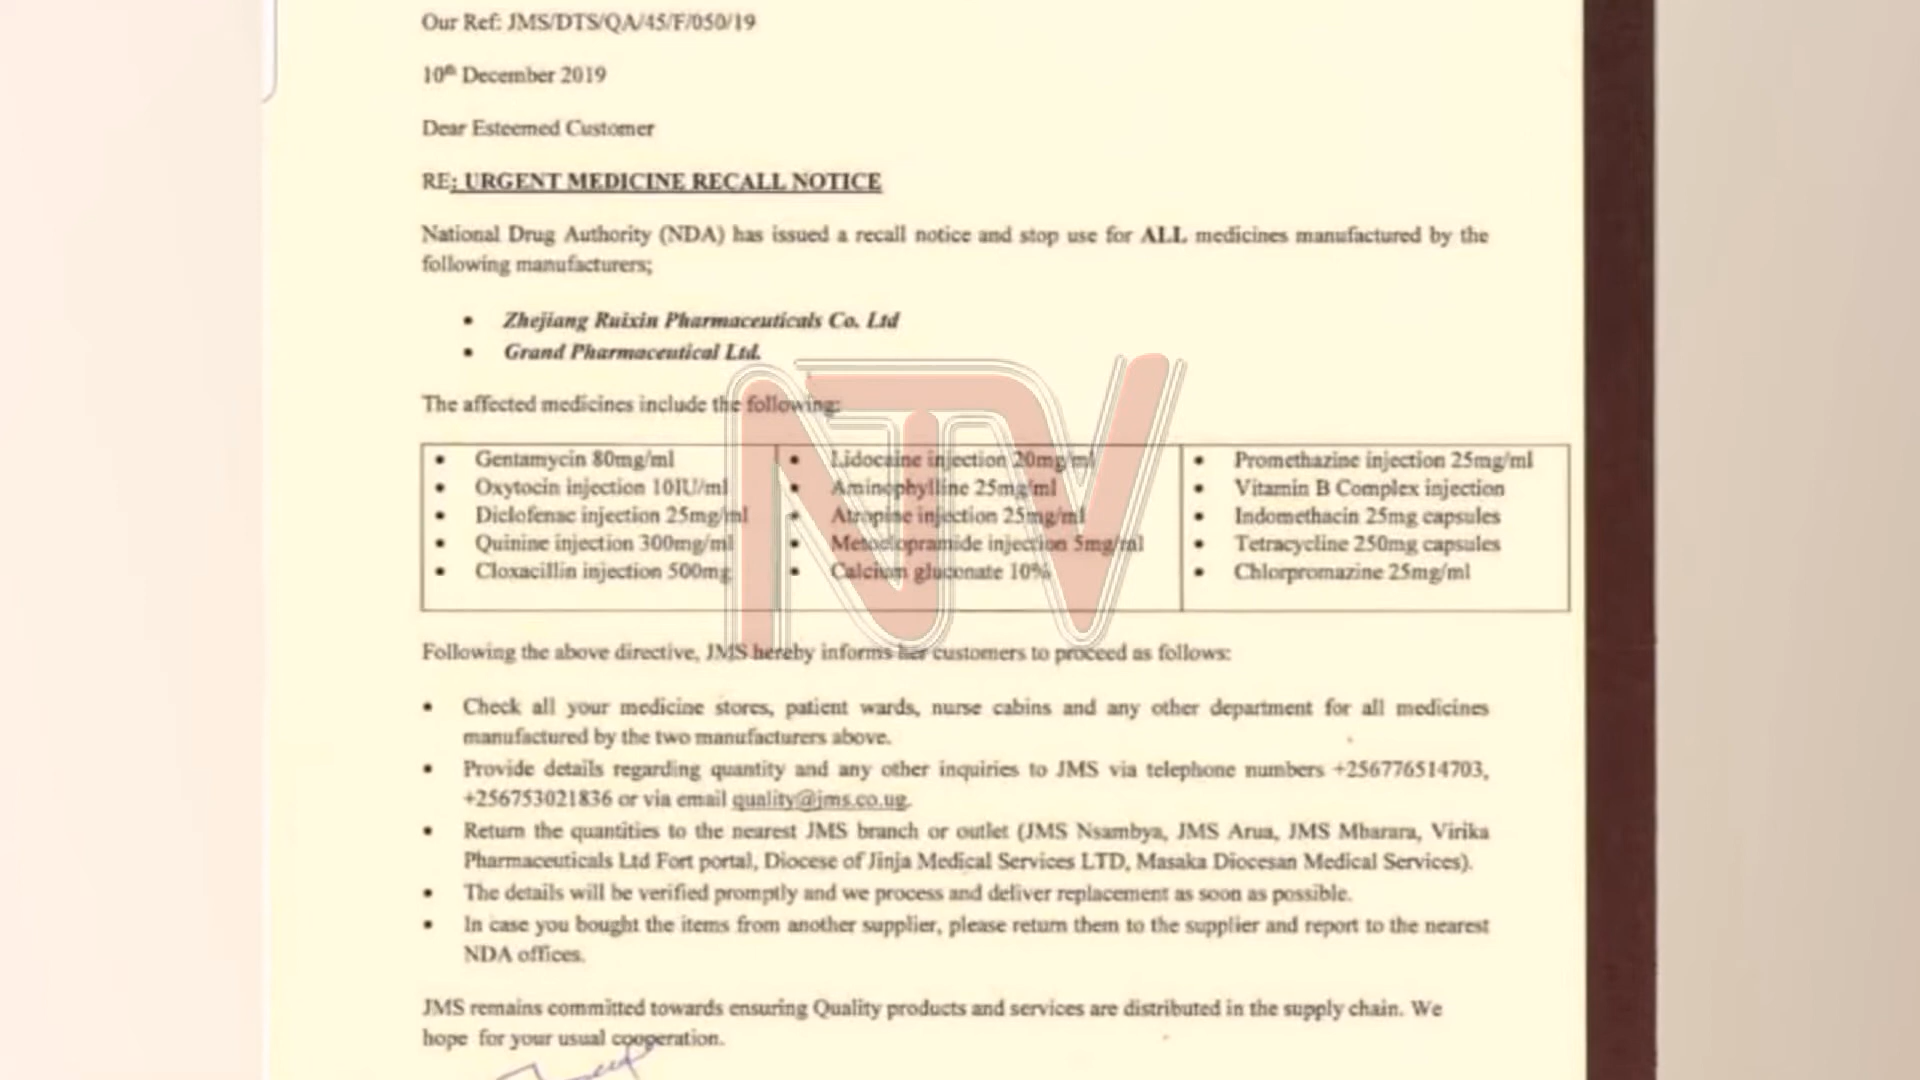 Our Ref: JMS/DTS/QA/45/F/050/19
10th December 2019
Dear Esteemed Customer
RE: URGENT MEDICINE RECALL NOTICE
National Drug Authority (NDA) has issued a recall notice and stop use for ALL medicines manufactured by the
following manufacturers;
• Zhejiang Ruixin Pharmaceuticals Co. Ltd
• Grand Pharmaceutical Ltd.
The affected medicines include the following:
• Gentamycin 80mg/ml
• Oxytocin injection 10IU/ml
• Diclofenac injection 25mg/ml
• Quinine injection 300mg/ml
• Cloxacillin injection 500mg
• Lidocaine injection 20mg/ml
• Aminophylline 25mg/ml
• Atropine injection 25mg/ml
• Metoclopramide injection 5mg/ml
• Calcium gluconate 10%
• Promethazine injection 25mg/ml
• Vitamin B Complex injection
• Indomethacin 25mg capsules
• Tetracycline 250mg capsules
• Chlorpromazine 25mg/ml
NTV
Following the above directive, JMS hereby informs her customers to proceed as follows:
• Check all your medicine stores, patient wards, nurse cabins and any other department for all medicines
manufactured by the two manufacturers above.
• Provide details regarding quantity and any other inquiries to JMS via telephone numbers +256776514703,
+256753021836 or via email quality@jms.co.ug.
• Return the quantities to the nearest JMS branch or outlet (JMS Nsambya, JMS Arua, JMS Mbarara, Virika
Pharmaceuticals Ltd Fort portal, Diocese of Jinja Medical Services LTD, Masaka Diocesan Medical Services).
• The details will be verified promptly and we process and deliver replacement as soon as possible.
• In case you bought the items from another supplier, please return them to the supplier and report to the nearest
NDA offices.
JMS remains committed towards ensuring Quality products and services are distributed in the supply chain. We
hope for your usual cooperation.